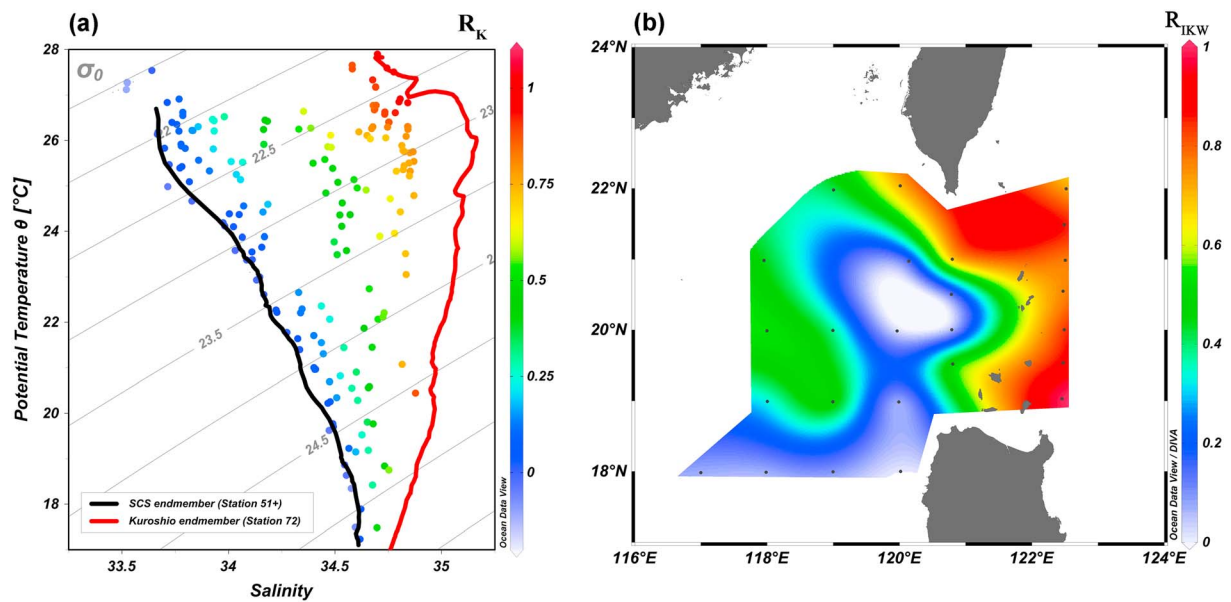 (a)
R_K
28
26
24
22
20
18
Potential Temperature θ [°C]
σ₀
22
22.5
23
23.5
24.5
1
0.75
0.5
0.25
0
SCS endmember (Station 51+)
Kuroshio endmember (Station 72)
Ocean Data View
33.5
34
34.5
35
Salinity
(b)
R_IKW
24°N
22°N
20°N
18°N
1
0.8
0.6
0.4
0.2
0
Ocean Data View / DIVA
116°E
118°E
120°E
122°E
124°E